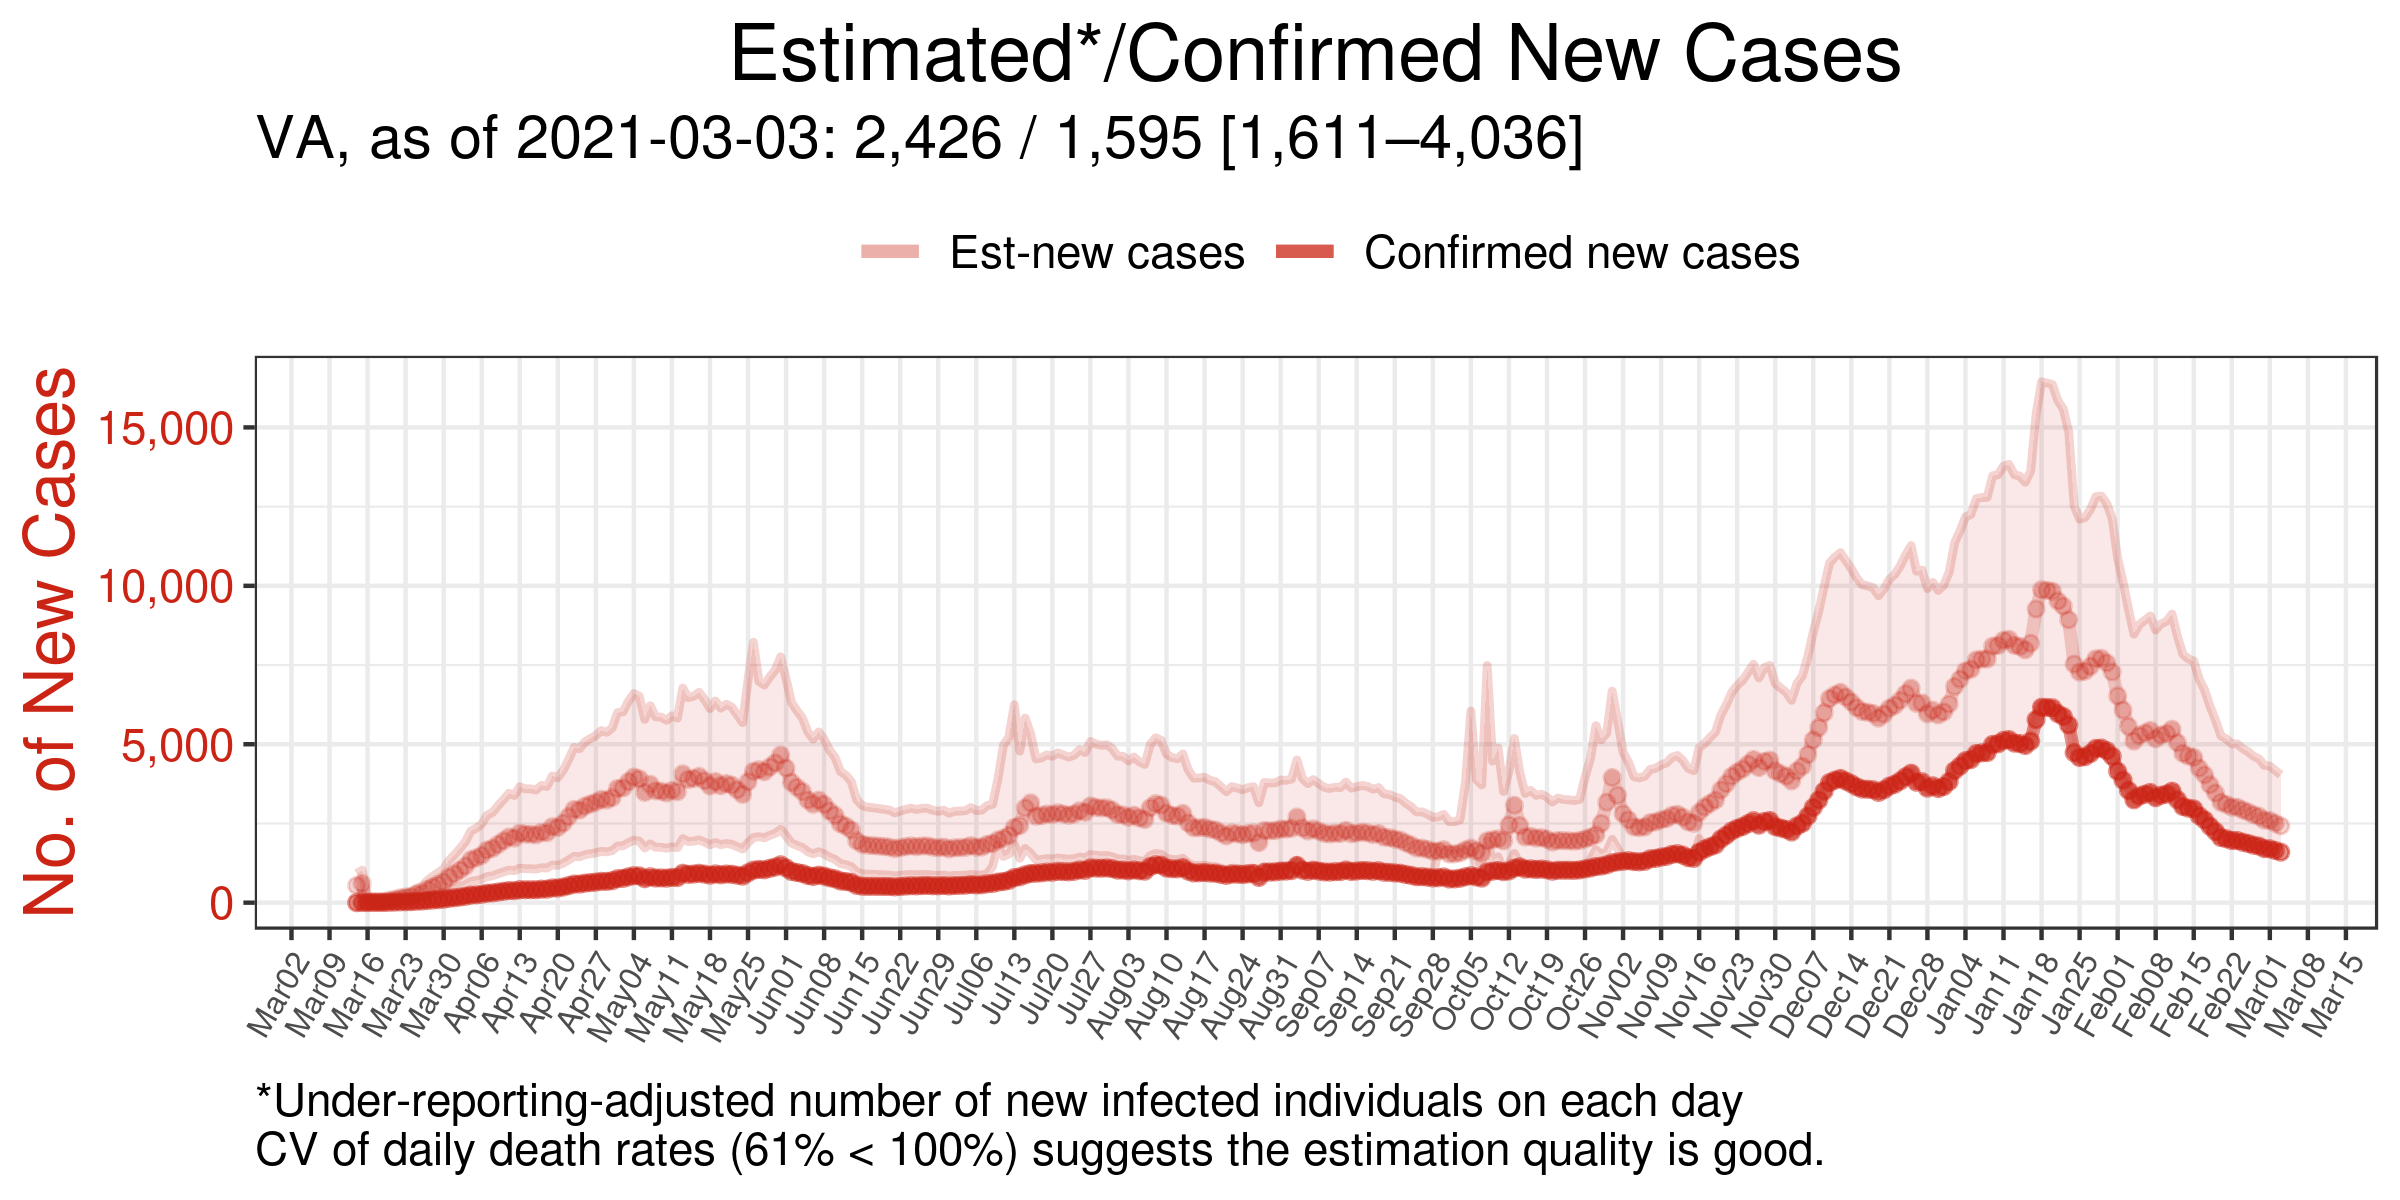 Estimated*/Confirmed New Cases
VA, as of 2021-03-03: 2,426 / 1,595 [1,611–4,036]
Est-new cases Confirmed new cases
No. of New Cases
15,000
10,000
5,000
0
Mar02 Mar09 Mar16 Mar23 Mar30 Apr06 Apr13 Apr20 Apr27 May04 May11 May18 May25 Jun01 Jun08 Jun15 Jun22 Jun29 Jul06 Jul13 Jul20 Jul27 Aug03 Aug10 Aug17 Aug24 Aug31 Sep07 Sep14 Sep21 Sep28 Oct05 Oct12 Oct19 Oct26 Nov02 Nov09 Nov16 Nov23 Nov30 Dec07 Dec14 Dec21 Dec28 Jan04 Jan11 Jan18 Jan25 Feb01 Feb08 Feb15 Feb22 Mar01 Mar08 Mar15
*Under-reporting-adjusted number of new infected individuals on each day
CV of daily death rates (61% < 100%) suggests the estimation quality is good.